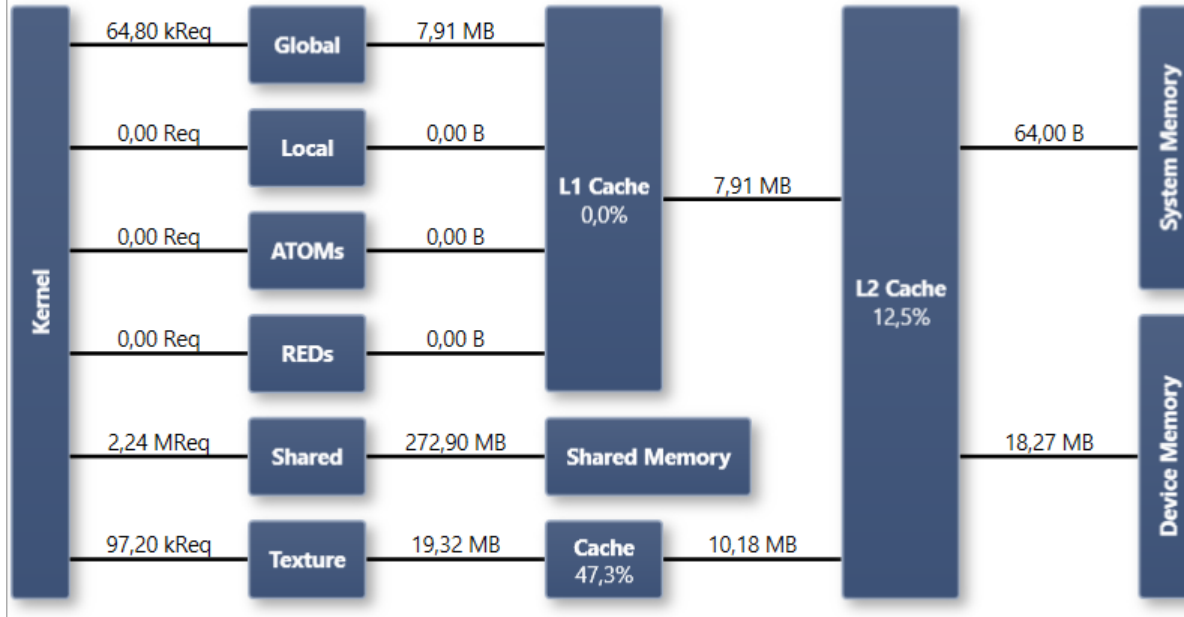 64,80 kReq
Global
7,91 MB
0,00 Req
Local
0,00 B
64,00 B
System Memory
L1 Cache
0,0%
7,91 MB
0,00 Req
ATOMs
0,00 B
Kernel
L2 Cache
12,5%
0,00 Req
REDs
0,00 B
2,24 MReq
Shared
272,90 MB
Shared Memory
18,27 MB
Device Memory
97,20 kReq
Texture
19,32 MB
Cache
47,3%
10,18 MB